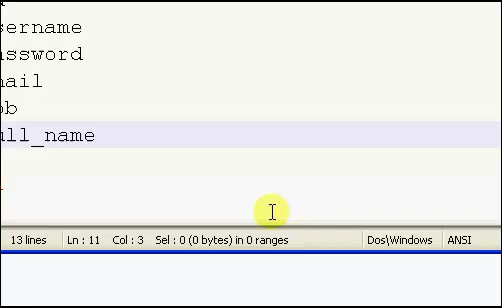 sername
assword
mail
ob
ull_name
13 lines Ln : 11 Col : 3 Sel : 0 (0 bytes) in 0 ranges Dos\Windows ANSI